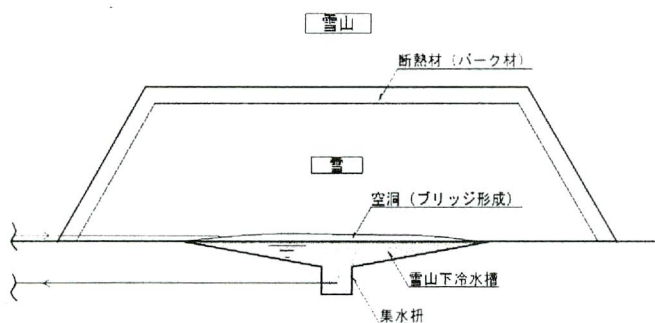 雪山
断熱材（バーク材）
雪
空洞（ブリッジ形成）
雪山下冷水槽
集水枡